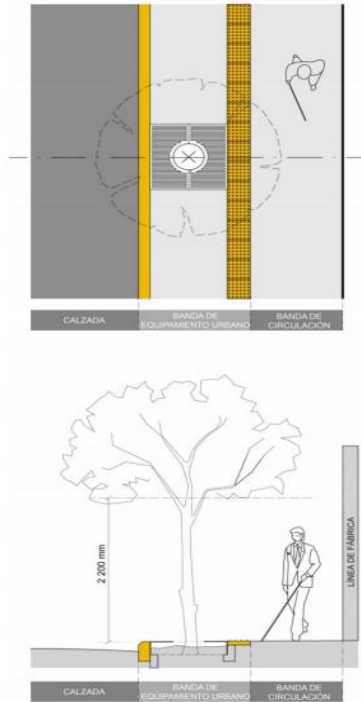 CALZADA
BANDA DE
EQUIPAMIENTO URBANO
BANDA DE
CIRCULACIÓN
2 200 mm
LÍNEA DE FÁBRICA
CALZADA
BANDA DE
EQUIPAMIENTO URBANO
BANDA DE
CIRCULACIÓN